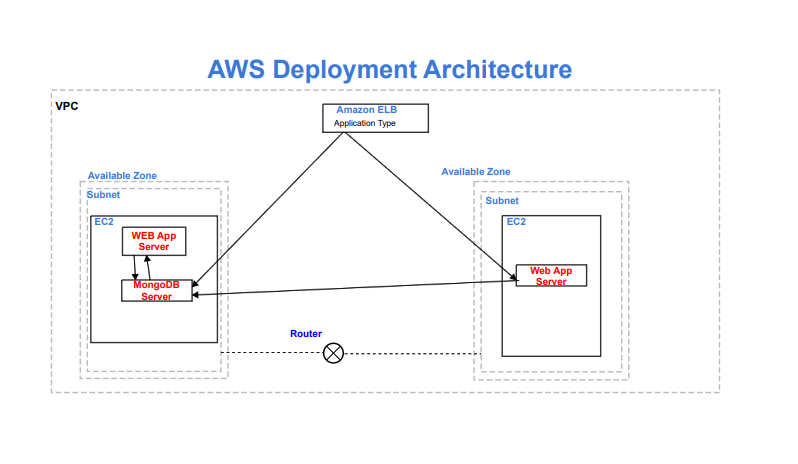 AWS Deployment Architecture
VPC
Amazon ELB
Application Type
Available Zone
Subnet
EC2
WEB App
Server
MongoDB
Server
Available Zone
Subnet
EC2
Web App
Server
Router